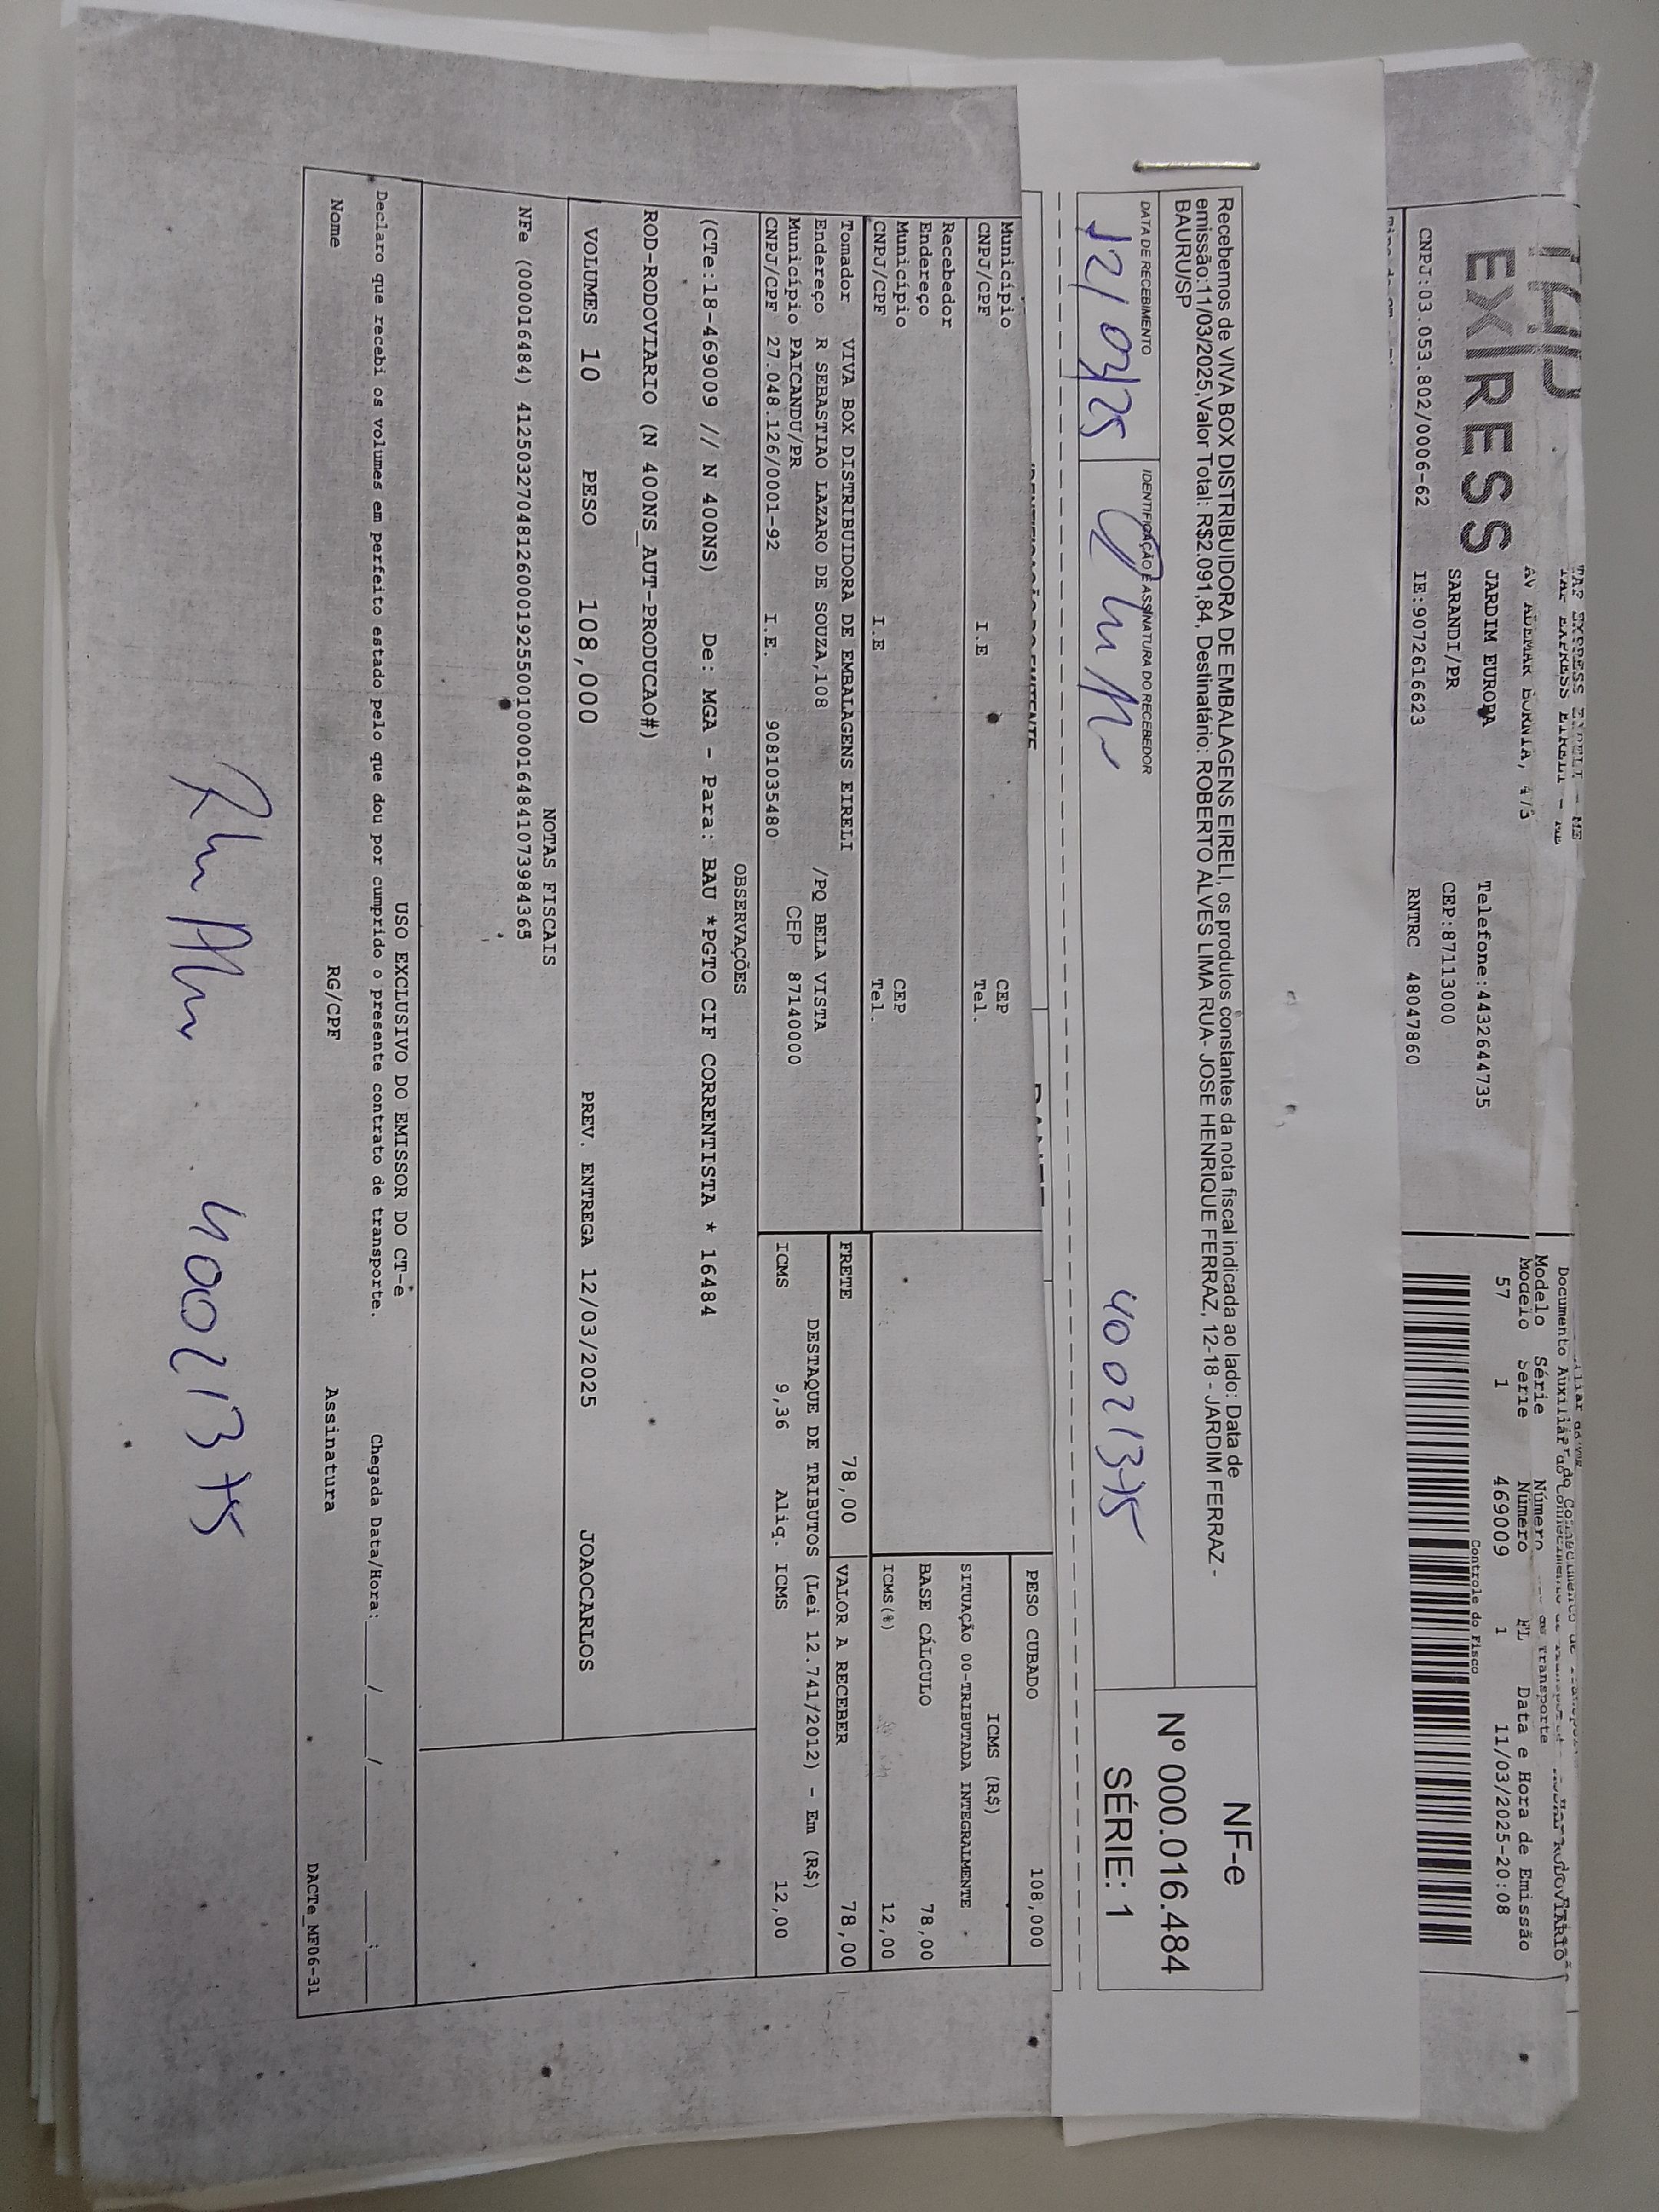 TAP
EXPRESS
CNPJ:03.053.802/0006-62
TAP EXPRESS EIRELI - ME
AV ADEMAR BORNIA, 473
JARDIM EUROPA
SARANDI/PR
IE:9072616623
Telefone:4432644735
CEP:87113000
RNTRC 48047860
Modelo Série Número FL Data e Hora de Emissão
57 1 469009 1 11/03/2025-20:08
Controle do Fisco
Recebemos de VIVA BOX DISTRIBUIDORA DE EMBALAGENS EIRELI, os produtos constantes da nota fiscal indicada ao lado; Data de
emissão:11/03/2025,Valor Total: R$2.091,84, Destinatário: ROBERTO ALVES LIMA RUA- JOSE HENRIQUE FERRAZ, 12-18 - JARDIM FERRAZ -
BAURU/SP
DATA DE RECEBIMENTO
12/03/25
IDENTIFICAÇÃO E ASSINATURA DO RECEBEDOR
40021375
NF-e
Nº 000.016.484
SÉRIE: 1
Município CEP
CNPJ/CPF I.E Tel.
Recebedor
Endereço
Município CEP
CNPJ/CPF I.E Tel.
Tomador VIVA BOX DISTRIBUIDORA DE EMBALAGENS EIRELI
Endereço R SEBASTIAO LAZARO DE SOUZA,108 /PQ BELA VISTA
Município PAICANDU/PR CEP 87140000
CNPJ/CPF 27.048.126/0001-92 I.E. 9081035480
PESO CUBADO 108,000
ICMS (R$)
SITUAÇÃO 00-TRIBUTADA INTEGRALMENTE
BASE CÁLCULO 78,00
ICMS(%) 12,00
FRETE 78,00 VALOR A RECEBER 78,00
DESTAQUE DE TRIBUTOS (Lei 12.741/2012) - Em (R$)
ICMS 9,36 Aliq. ICMS 12,00
OBSERVAÇÕES
(CTe:18-469009 // N 400NS) De: MGA - Para: BAU *PGTO CIF CORRENTISTA * 16484
ROD-RODOVIARIO (N 400NS_AUT-PRODUCAO#)
VOLUMES 10 PESO 108,000 PREV. ENTREGA 12/03/2025 JOAOCARLOS
NOTAS FISCAIS
NFe (000016484) 41250327048126000192550010000164841073984365
USO EXCLUSIVO DO EMISSOR DO CT-e
Declaro que recebi os volumes em perfeito estado pelo que dou por cumprido o presente contrato de transporte. Chegada Data/Hora: ____/____/____ ____:____
Nome RG/CPF Assinatura
DACTe_MF06-31
40021375